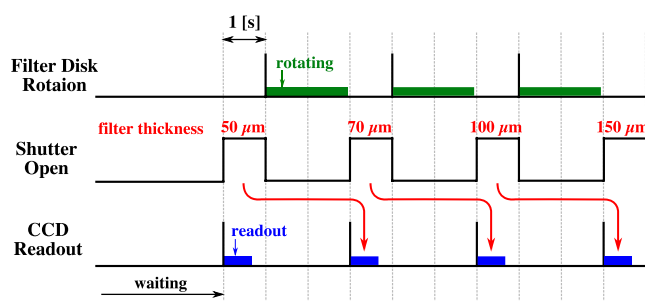 1 [s]
Filter Disk
Rotaion
rotating
filter thickness
50 µm
70 µm
100 µm
150 µm
Shutter
Open
CCD
Readout
readout
waiting